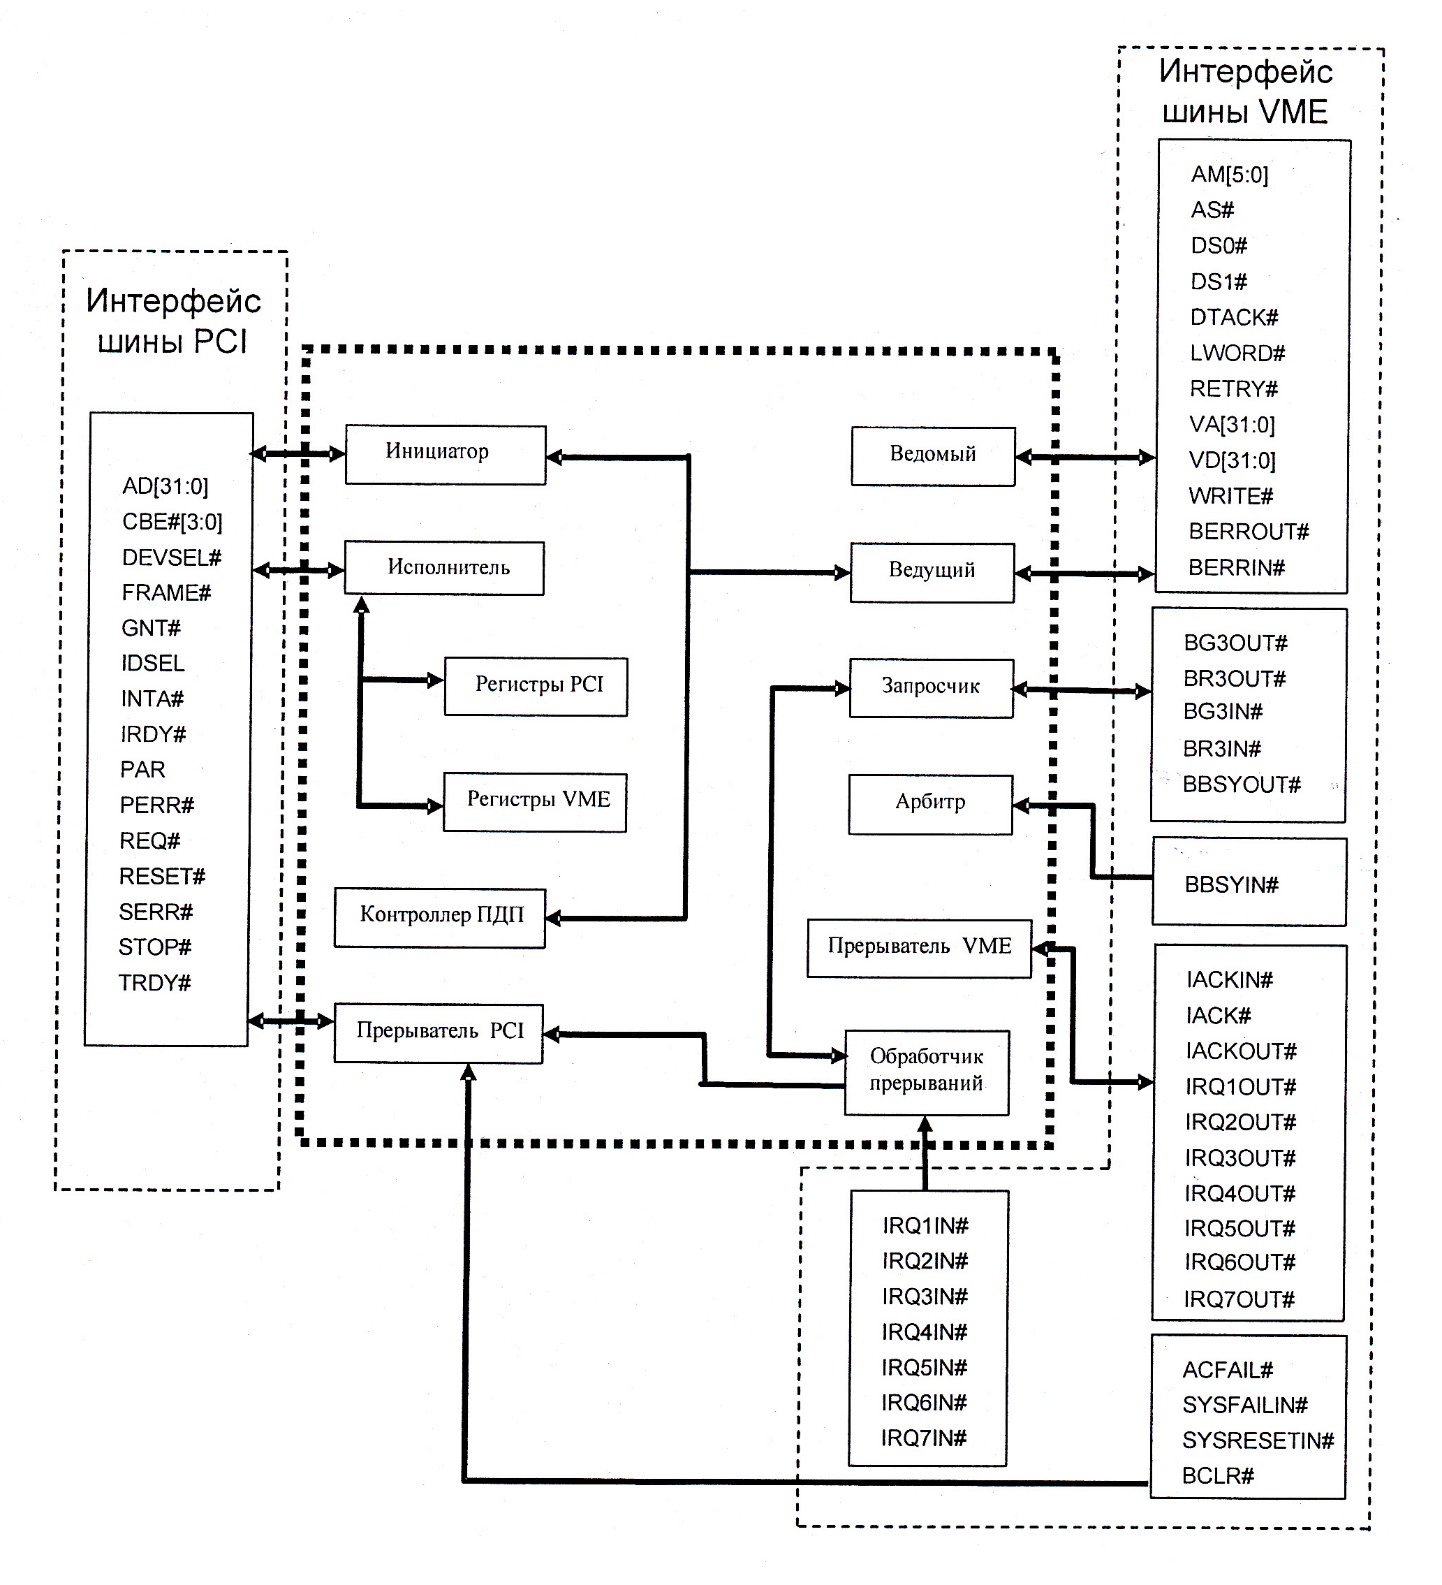 Интерфейс
шины VME
AM[5:0]
AS#
DS0#
DS1#
DTACK#
LWORD#
RETRY#
VA[31:0]
VD[31:0]
WRITE#
BERROUT#
BERRIN#
Интерфейс
шины PCI
AD[31:0]
CBE#[3:0]
DEVSEL#
FRAME#
GNT#
IDSEL
INTA#
IRDY#
PAR
PERR#
REQ#
RESET#
SERR#
STOP#
TRDY#
Инициатор
Исполнитель
Регистры PCI
Регистры VME
Контроллер ПДП
Прерыватель PCI
Ведомый
Ведущий
Запросчик
Арбитр
Прерыватель VME
Обработчик
прерываний
BG3OUT#
BR3OUT#
BG3IN#
BR3IN#
BBSYOUT#
BBSYIN#
IACKIN#
IACK#
IACKOUT#
IRQ1OUT#
IRQ2OUT#
IRQ3OUT#
IRQ4OUT#
IRQ5OUT#
IRQ6OUT#
IRQ7OUT#
IRQ1IN#
IRQ2IN#
IRQ3IN#
IRQ4IN#
IRQ5IN#
IRQ6IN#
IRQ7IN#
ACFAIL#
SYSFAILIN#
SYSRESETIN#
BCLR#